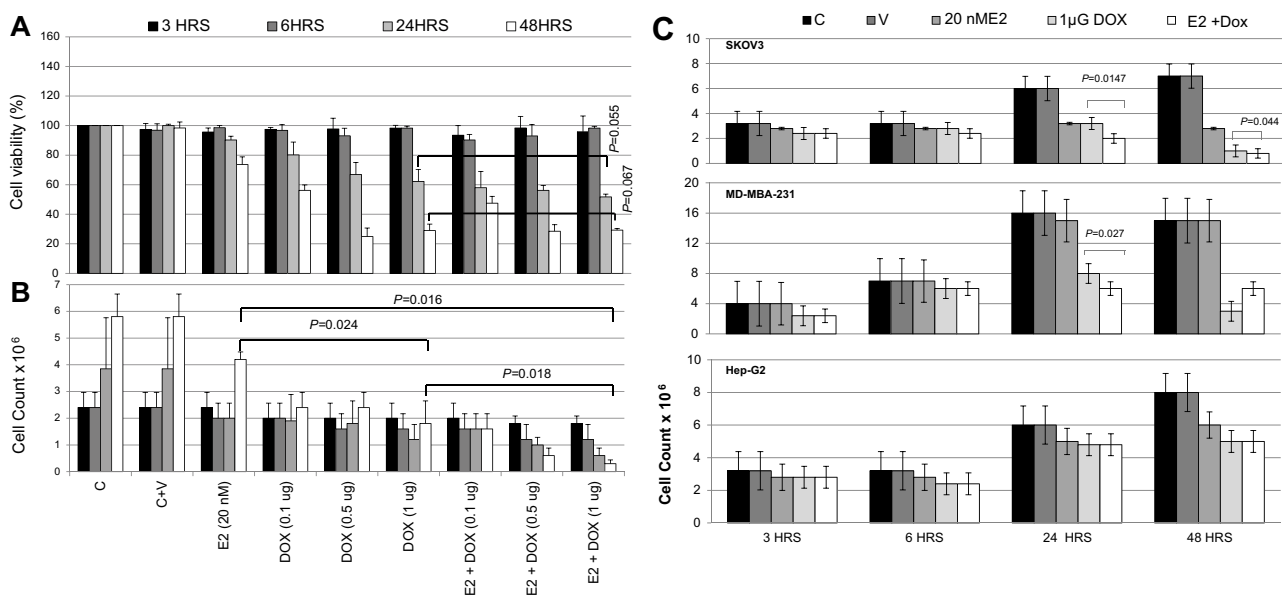 A
3 HRS 6HRS 24HRS 48HRS
Cell viability (%)
160
140
120
100
80
60
40
20
0
P=0.055
P=0.067
B
Cell Count x10⁶
7
6
5
4
3
2
1
0
P=0.016
P=0.024
P=0.018
C
C+V
E2 (20 nM)
DOX (0.1 ug)
DOX (0.5 ug)
DOX (1 ug)
E2 + DOX (0.1 ug)
E2 + DOX (0.5 ug)
E2 + DOX (1 ug)
C
C V 20 nME2 1µG DOX E2 +Dox
SKOV3
10
8
6
4
2
0
P=0.0147
P=0.044
MD-MBA-231
20
16
12
8
4
0
P=0.027
Hep-G2
Cell Count x 10⁶
10
8
6
4
2
0
3 HRS 6 HRS 24 HRS 48 HRS